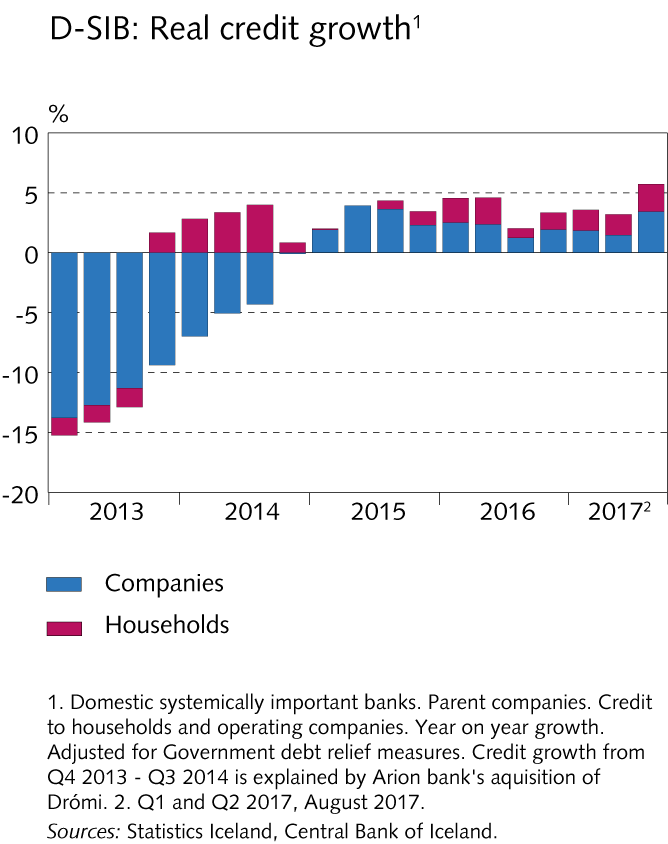 D-SIB: Real credit growth¹
%
10
5
0
-5
-10
-15
-20
2013 2014 2015 2016 2017²
Companies
Households
1. Domestic systemically important banks. Parent companies. Credit
to households and operating companies. Year on year growth.
Adjusted for Government debt relief measures. Credit growth from
Q4 2013 - Q3 2014 is explained by Arion bank's aquisition of
Drómi. 2. Q1 and Q2 2017, August 2017.
Sources: Statistics Iceland, Central Bank of Iceland.